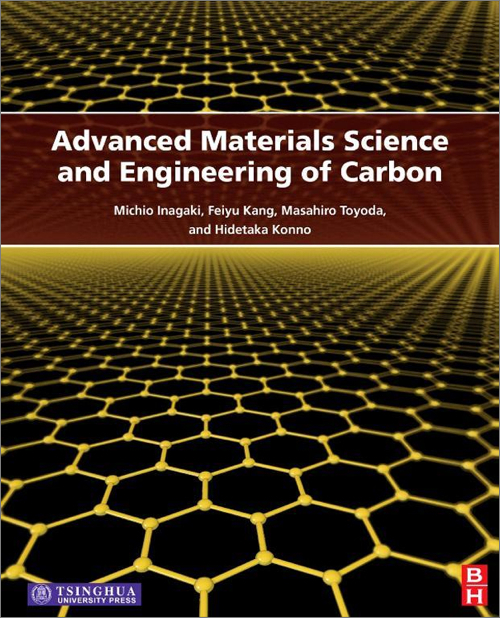 Advanced Materials Science
and Engineering of Carbon
Michio Inagaki, Feiyu Kang, Masahiro Toyoda,
and Hidetaka Konno
TSINGHUA
UNIVERSITY PRESS
B
H